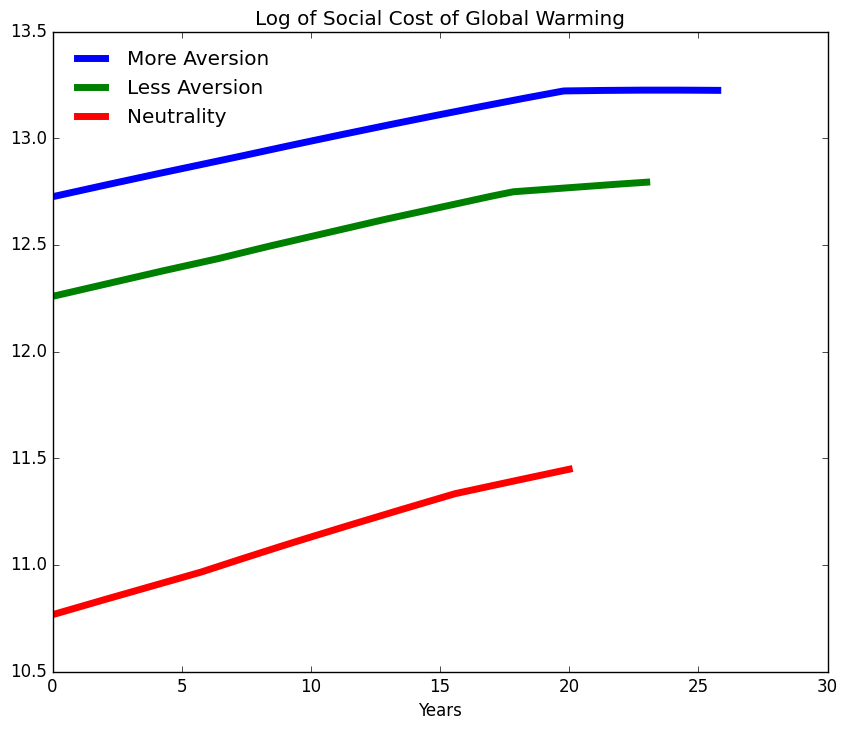 Log of Social Cost of Global Warming
13.5
13.0
12.5
12.0
11.5
11.0
10.5
More Aversion
Less Aversion
Neutrality
0 5 10 15 20 25 30
Years